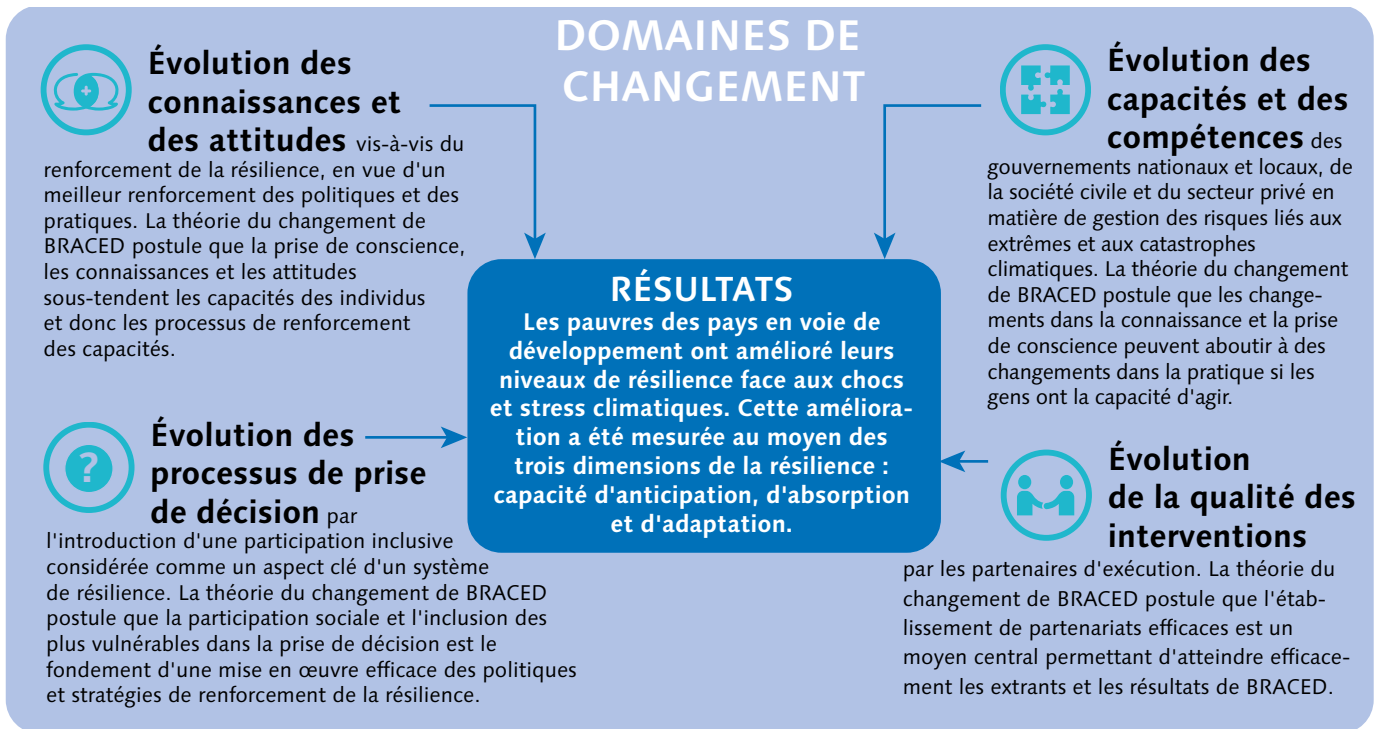 DOMAINES DE
CHANGEMENT
Évolution des
connaissances et
des attitudes vis-à-vis du
renforcement de la résilience, en vue d'un
meilleur renforcement des politiques et des
pratiques. La théorie du changement de
BRACED postule que la prise de conscience,
les connaissances et les attitudes
sous-tendent les capacités des individus
et donc les processus de renforcement
des capacités.
Évolution des
capacités et des
compétences des
gouvernements nationaux et locaux, de
la société civile et du secteur privé en
matière de gestion des risques liés aux
extrêmes et aux catastrophes
climatiques. La théorie du changement
de BRACED postule que les change-
ments dans la connaissance et la prise
de conscience peuvent aboutir à des
changements dans la pratique si les
gens ont la capacité d'agir.
RÉSULTATS
Les pauvres des pays en voie de
développement ont amélioré leurs
niveaux de résilience face aux chocs
et stress climatiques. Cette améliora-
tion a été mesurée au moyen des
trois dimensions de la résilience :
capacité d'anticipation, d'absorption
et d'adaptation.
?
Évolution des
processus de prise
de décision par
l'introduction d'une participation inclusive
considérée comme un aspect clé d'un système
de résilience. La théorie du changement de BRACED
postule que la participation sociale et l'inclusion des
plus vulnérables dans la prise de décision est le
fondement d'une mise en œuvre efficace des politiques
et stratégies de renforcement de la résilience.
Évolution
de la qualité des
interventions
par les partenaires d'exécution. La théorie du
changement de BRACED postule que l'étab-
lissement de partenariats efficaces est un
moyen central permettant d'atteindre efficace-
ment les extrants et les résultats de BRACED.